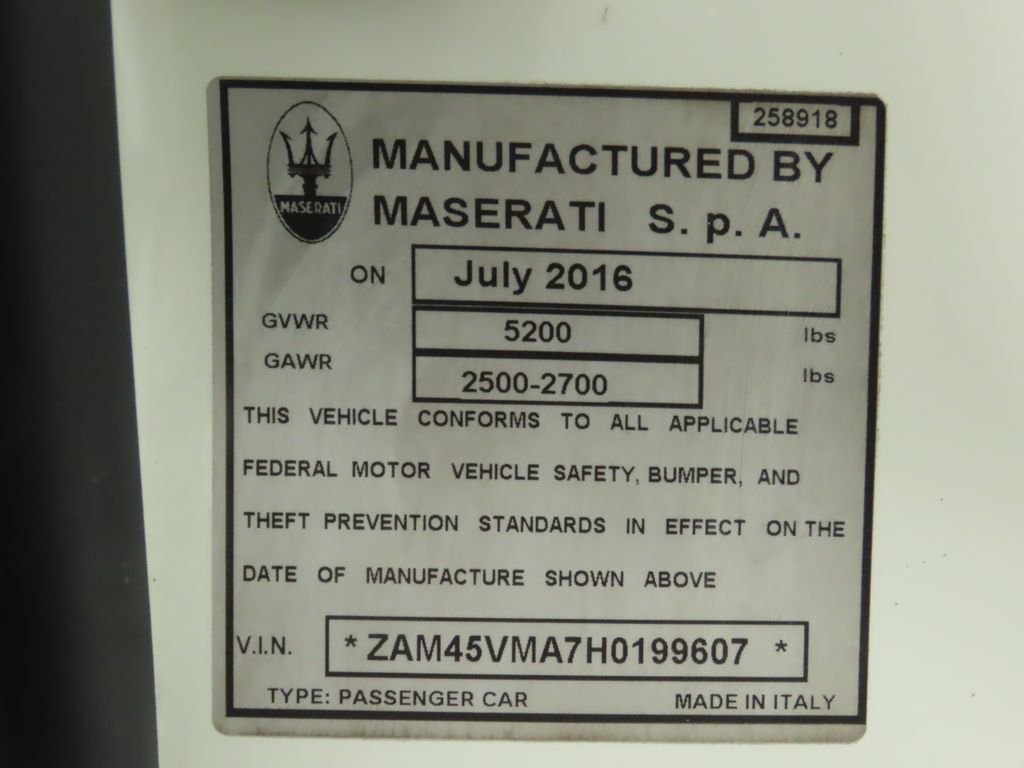 258918
MASERATI
MANUFACTURED BY
MASERATI S. p. A.
ON July 2016
GVWR 5200 lbs
GAWR 2500-2700 lbs
THIS VEHICLE CONFORMS TO ALL APPLICABLE
FEDERAL MOTOR VEHICLE SAFETY, BUMPER, AND
THEFT PREVENTION STANDARDS IN EFFECT ON THE
DATE OF MANUFACTURE SHOWN ABOVE
V.I.N. * ZAM45VMA7H0199607 *
TYPE: PASSENGER CAR MADE IN ITALY